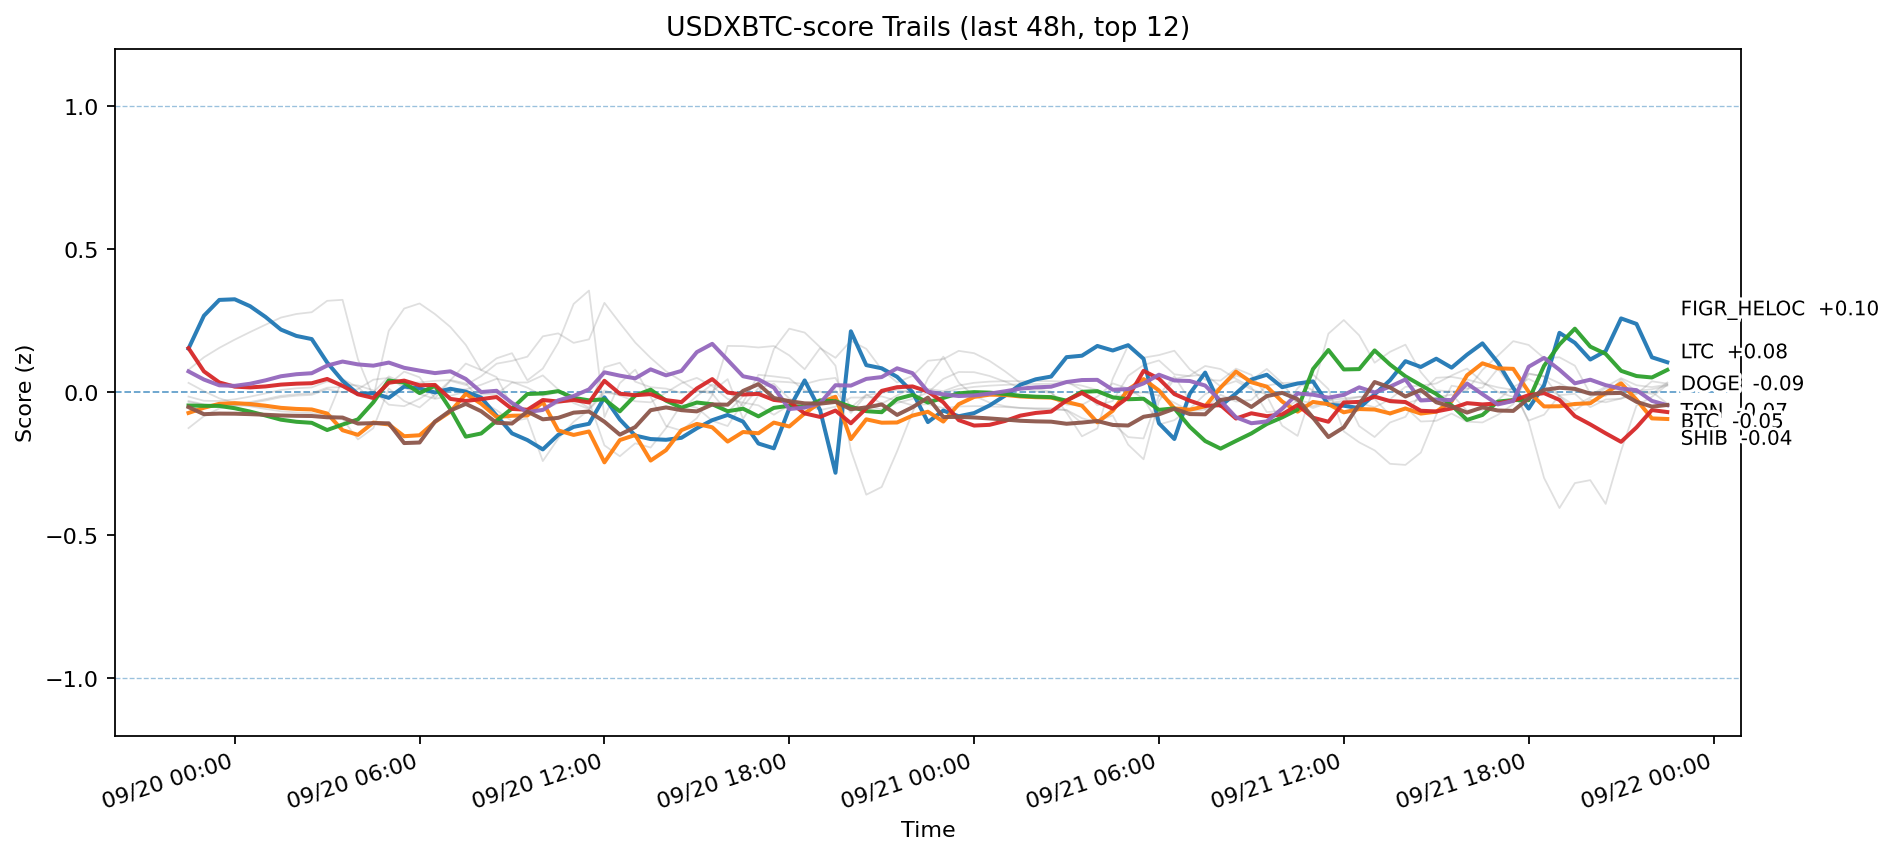 USDXBTC-score Trails (last 48h, top 12)
Score (z)
1.0
0.5
0.0
−0.5
−1.0
FIGR_HELOC +0.10
LTC +0.08
DOGE -0.09
TON -0.07
BTC -0.05
SHIB -0.04
09/20 00:00
09/20 06:00
09/20 12:00
09/20 18:00
09/21 00:00
09/21 06:00
09/21 12:00
09/21 18:00
09/22 00:00
Time